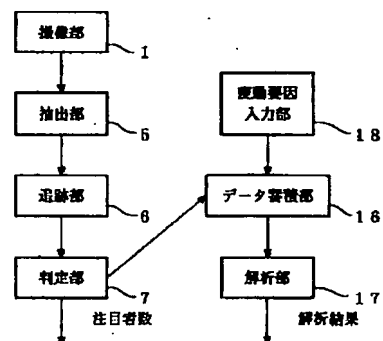 撮像部
1
抽出部
5
変動要因
入力部
18
追跡部
6
データ蓄積部
16
判定部
7
解析部
17
注目者数
解析結果